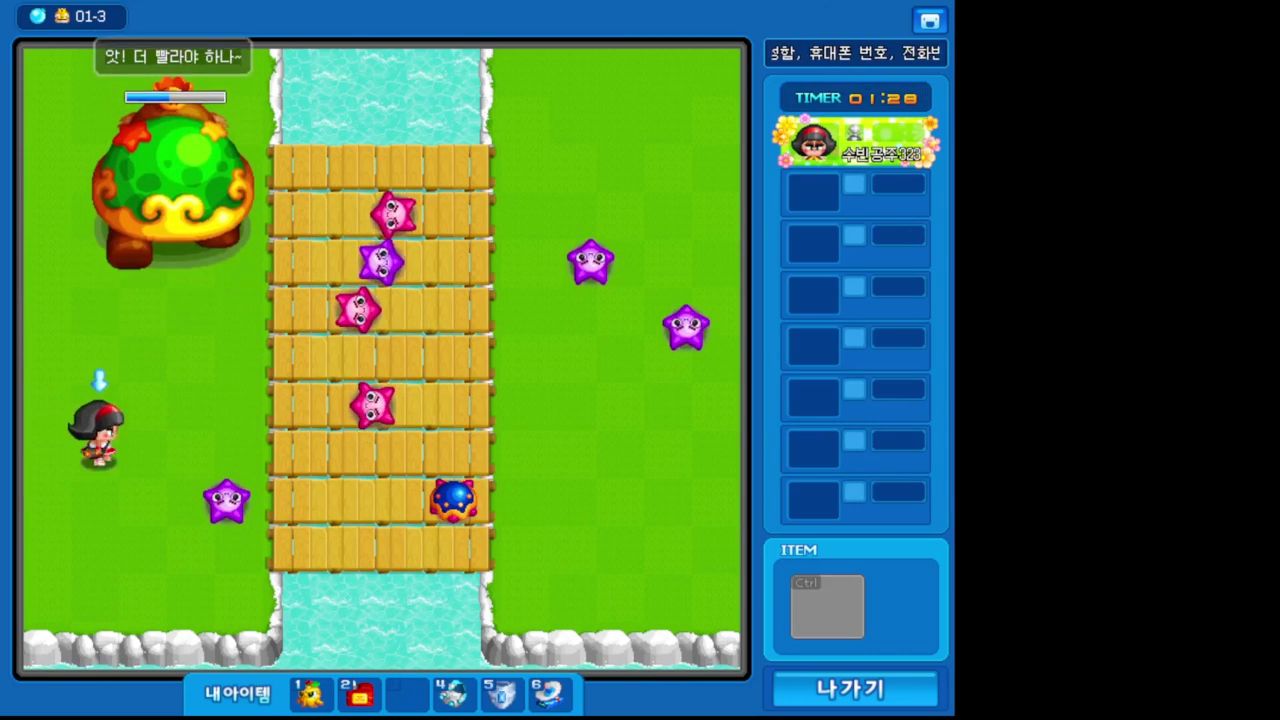 01-3
앗! 더 빨라야 하나~
성함, 휴대폰 번호, 전화번
TIMER 01:28
수빈공주323
ITEM
Ctrl
내아이템
1
2
4
5
6
나가기